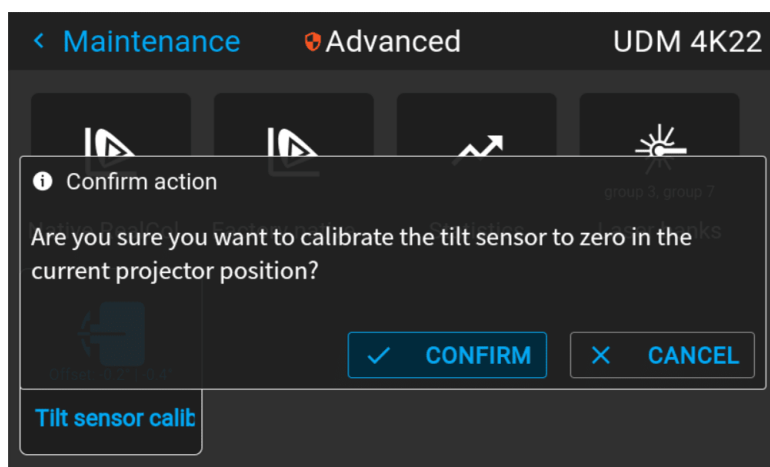 Maintenance
Advanced
UDM 4K22
Confirm action
group 3, group 7
Are you sure you want to calibrate the tilt sensor to zero in the
current projector position?
CONFIRM
CANCEL
Tilt sensor calib